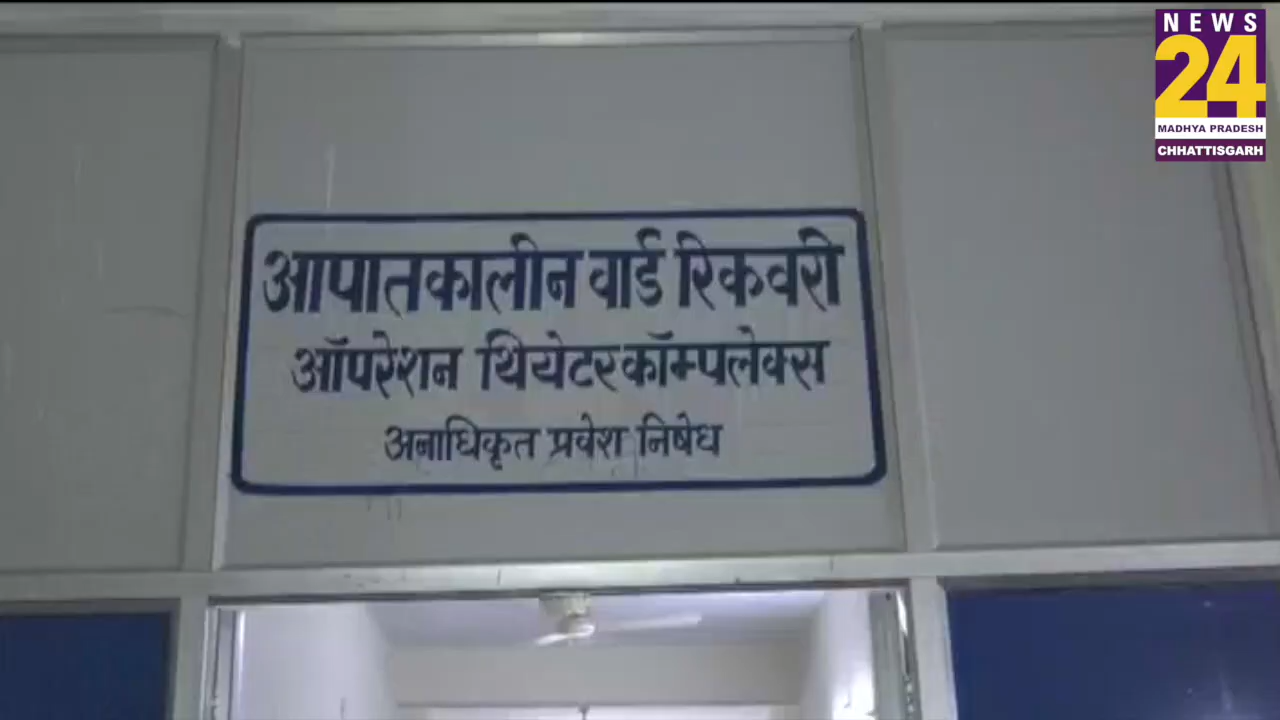 NEWS
24
MADHYA PRADESH
CHHATTISGARH
आपातकालीन वार्ड रिकवरी
ऑपरेशन थियेटर कॉम्पलेक्स
अनाधिकृत प्रवेश निषेध